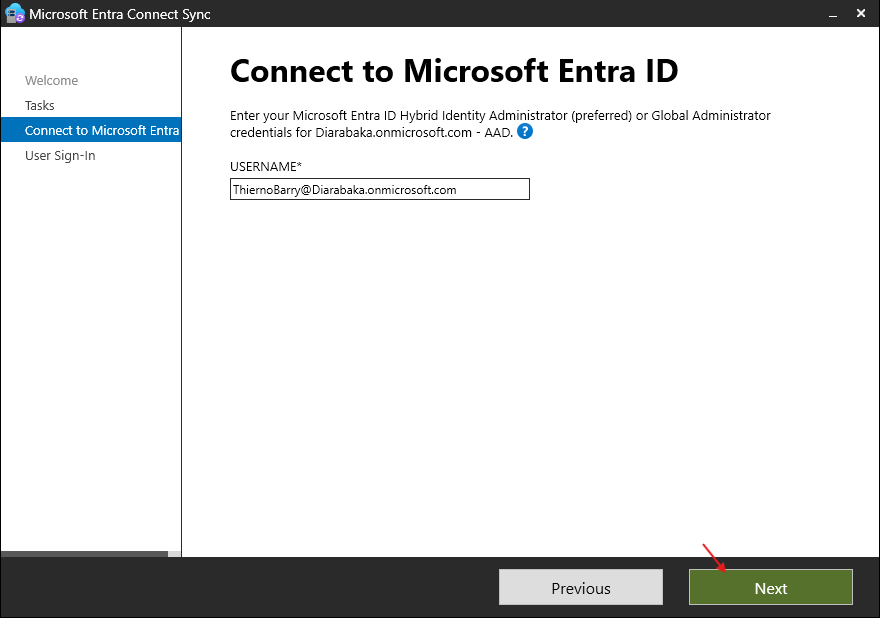 Microsoft Entra Connect Sync
Welcome
Tasks
Connect to Microsoft Entra
User Sign-In
Connect to Microsoft Entra ID
Enter your Microsoft Entra ID Hybrid Identity Administrator (preferred) or Global Administrator
credentials for Diarabaka.onmicrosoft.com - AAD. ?
USERNAME*
ThiernoBarry@Diarabaka.onmicrosoft.com
Previous
Next